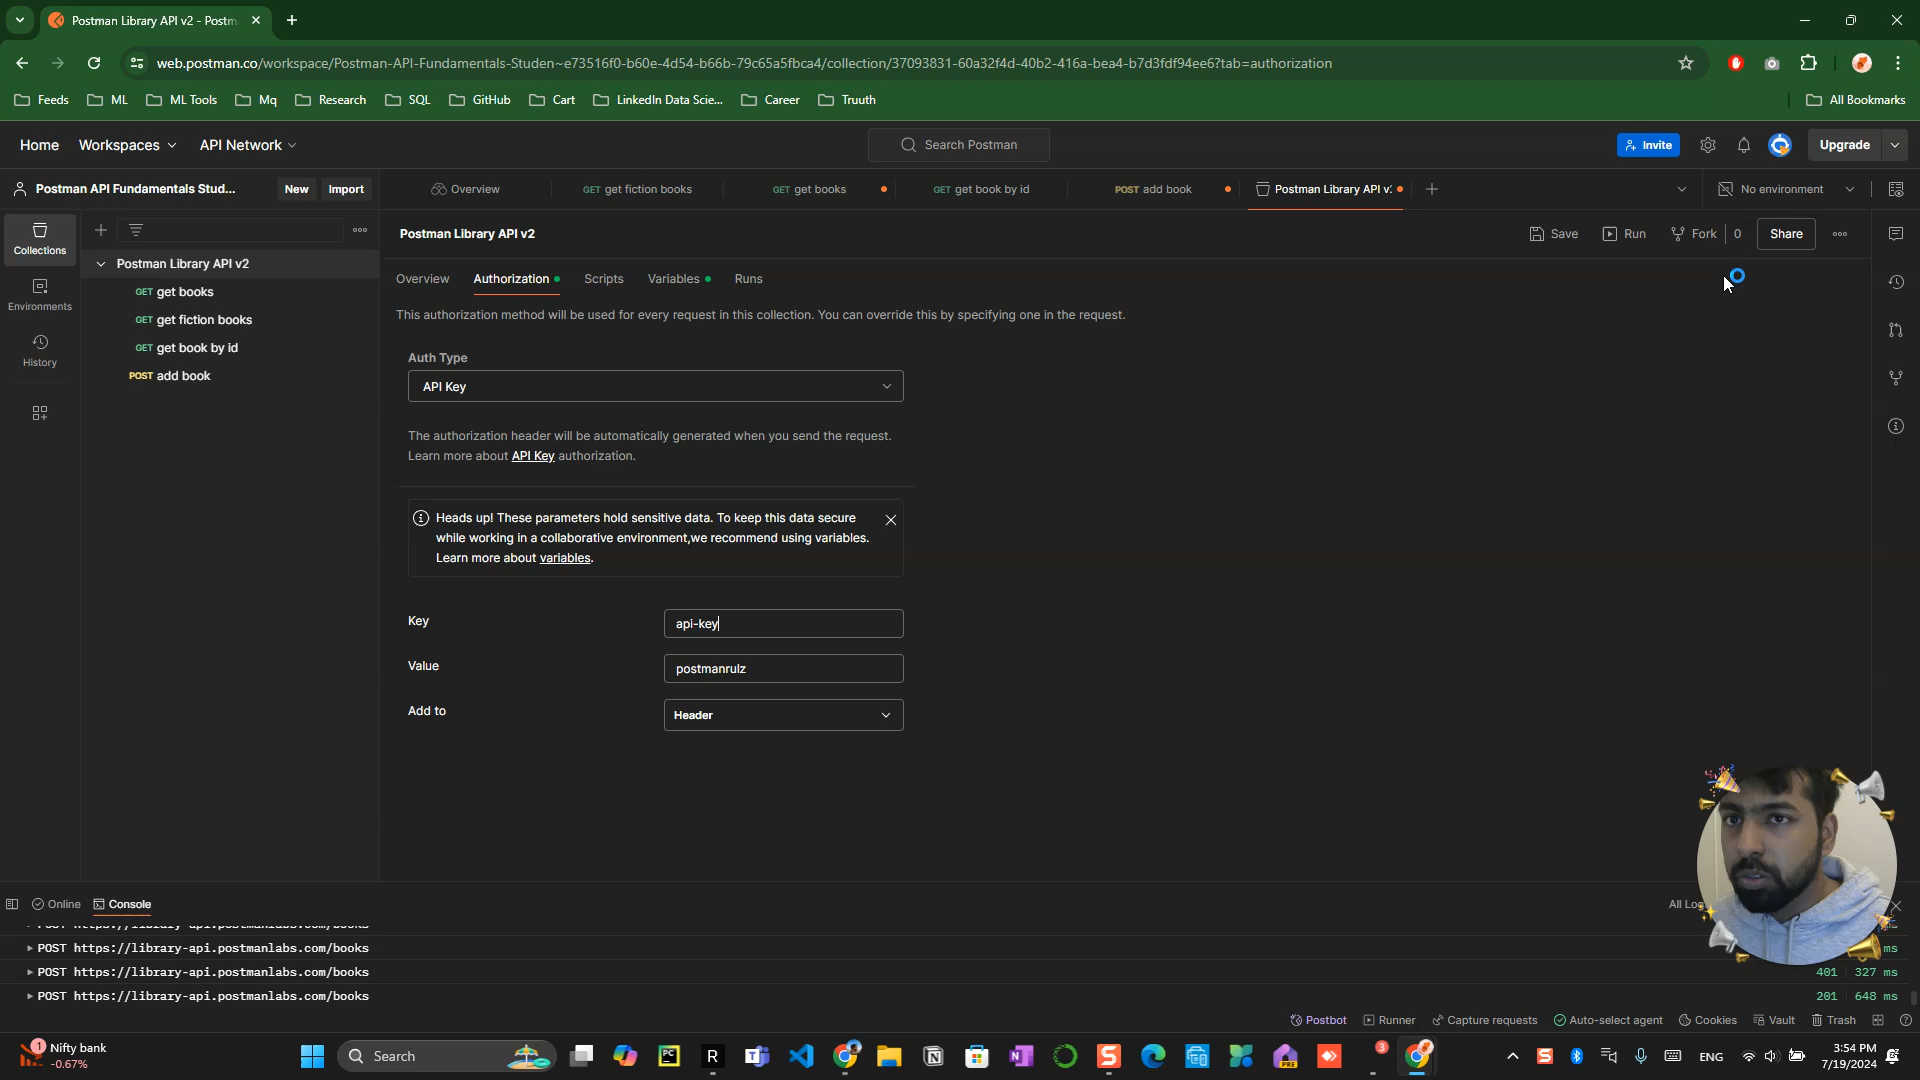 Postman Library API v2 - Postm
web.postman.co/workspace/Postman-API-Fundamentals-Studen~e73516f0-b60e-4d54-b66b-79c65a5fbca4/collection/37093831-60a32f4d-40b2-416a-bea4-b7d3fdf94ee6?tab=authorization
Feeds ML ML Tools Mq Research SQL GitHub Cart LinkedIn Data Scie... Career Truuth All Bookmarks
Home Workspaces API Network Search Postman Invite Upgrade
Postman API Fundamentals Stud... New Import Overview GET get fiction books GET get books GET get book by id POST add book Postman Library API v: No environment
Collections
Environments
History
Postman Library API v2
GET get books
GET get fiction books
GET get book by id
POST add book
Postman Library API v2 Save Run Fork 0 Share
Overview Authorization Scripts Variables Runs
This authorization method will be used for every request in this collection. You can override this by specifying one in the request.
Auth Type
API Key
The authorization header will be automatically generated when you send the request.
Learn more about API Key authorization.
Heads up! These parameters hold sensitive data. To keep this data secure
while working in a collaborative environment,we recommend using variables.
Learn more about variables.
Key api-key
Value postmanrulz
Add to Header
Online Console All Log
POST https://library-api.postmanlabs.com/books
POST https://library-api.postmanlabs.com/books ms
POST https://library-api.postmanlabs.com/books 401 327 ms
POST https://library-api.postmanlabs.com/books 201 648 ms
Postbot Runner Capture requests Auto-select agent Cookies Vault Trash
1 Nifty bank
-0.67%
Search
PRE
3
ENG
3:54 PM
7/19/2024